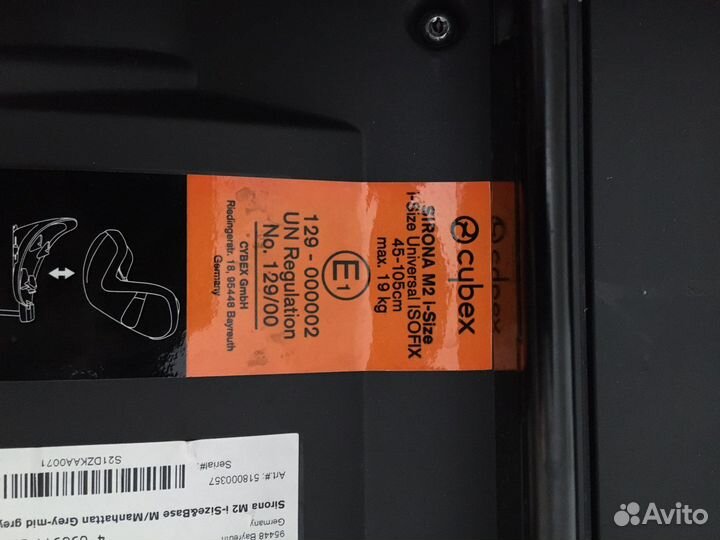 cybex
SIRONA M2 i-Size
i-Size Universal ISOFIX
45-105cm
max. 19 kg
E1
129 - 000002
UN Regulation
No. 129/00
CYBEX GmbH
Riedingerstr. 18, 95448 Bayreuth
Germany
S21DZKAA0071
Serial#:
Art.#: 518000357
Sirona M2 i-Size&Base M/Manhattan Grey-mid grey
Germany
95448 Bayreuth
Avito